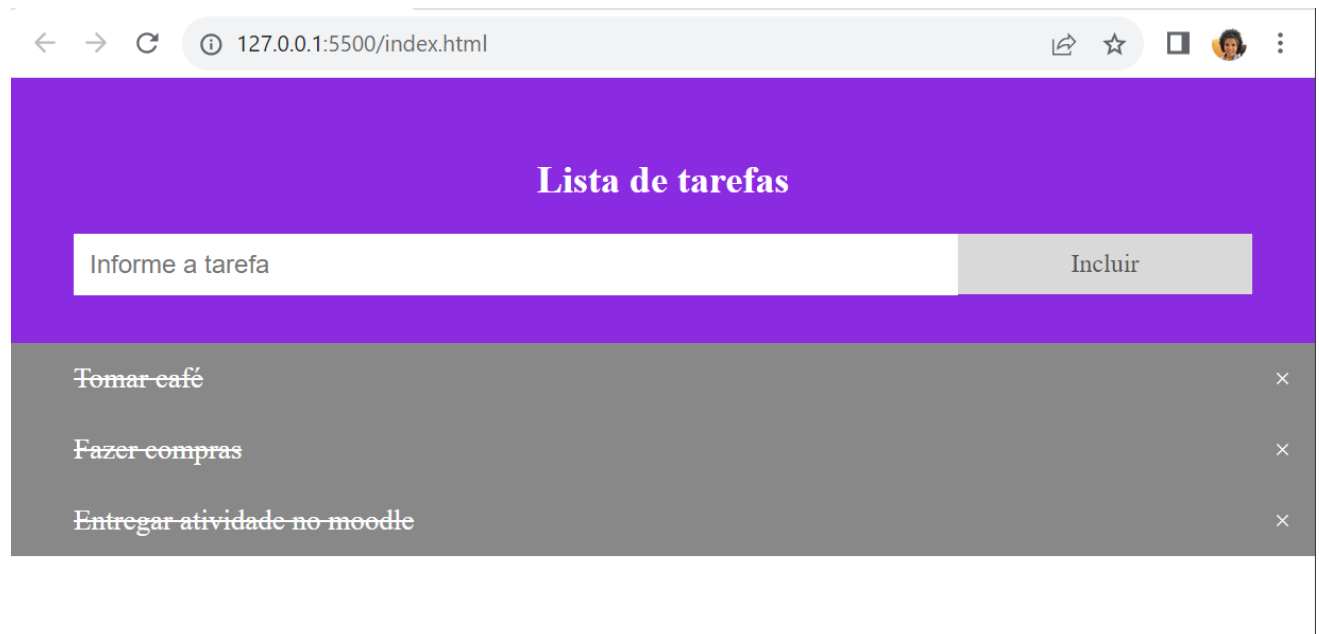 127.0.0.1:5500/index.html
Lista de tarefas
Informe a tarefa
Incluir
Tomar café ×
Fazer compras ×
Entregar atividade no moodle ×